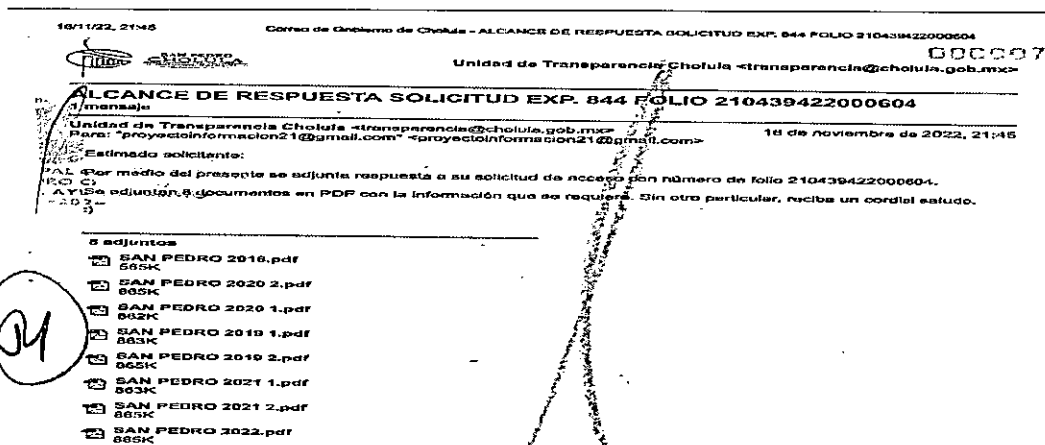 16/11/22, 21:45 Correo de Gobierno de Cholula - ALCANCE DE RESPUESTA SOLICITUD EXP. 844 FOLIO 210439422000604
000007
SAN PEDRO CHOLULA
Unidad de Transparencia Cholula <transparencia@cholula.gob.mx>
ALCANCE DE RESPUESTA SOLICITUD EXP. 844 FOLIO 210439422000604
1 mensaje
Unidad de Transparencia Cholula <transparencia@cholula.gob.mx> 16 de noviembre de 2022, 21:45
Para: "proyectoinformacion21@gmail.com" <proyectoinformacion21@gmail.com>
Estimado solicitante:
Por medio del presente se adjunta respuesta a su solicitud de acceso con número de folio 210439422000604.
Se adjuntan 8 documentos en PDF con la información que se requiere. Sin otro particular, reciba un cordial saludo.
8 adjuntos
SAN PEDRO 2018.pdf
565K
SAN PEDRO 2020 2.pdf
865K
SAN PEDRO 2020 1.pdf
862K
SAN PEDRO 2019 1.pdf
863K
SAN PEDRO 2019 2.pdf
865K
SAN PEDRO 2021 1.pdf
863K
SAN PEDRO 2021 2.pdf
865K
SAN PEDRO 2022.pdf
865K